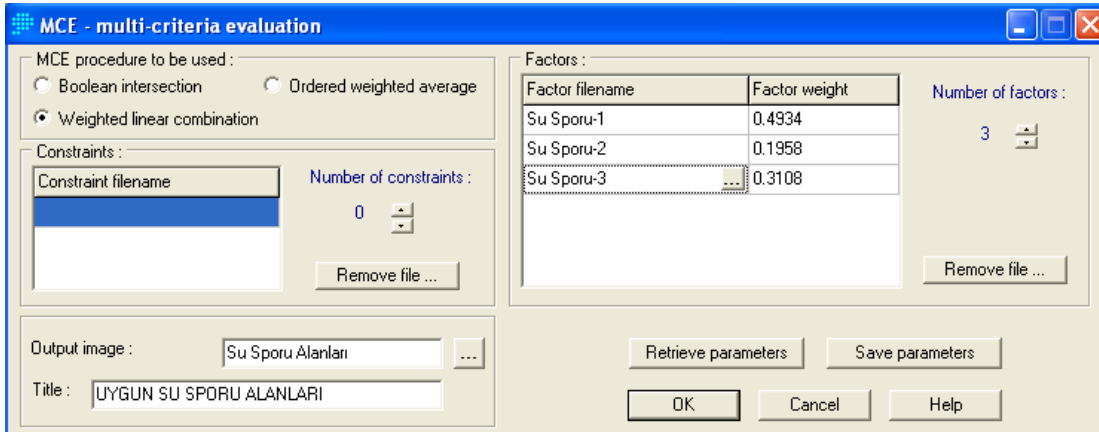 MCE - multi-criteria evaluation
MCE procedure to be used :
Boolean intersection
Ordered weighted average
Weighted linear combination
Constraints :
Constraint filename
Number of constraints :
0
Remove file ...
Factors :
Factor filename Factor weight
Su Sporu-1 0.4934
Su Sporu-2 0.1958
Su Sporu-3 ... 0.3108
Number of factors :
3
Remove file ...
Output image : Su Sporu Alanları ...
Title : UYGUN SU SPORU ALANLARI
Retrieve parameters Save parameters
OK Cancel Help